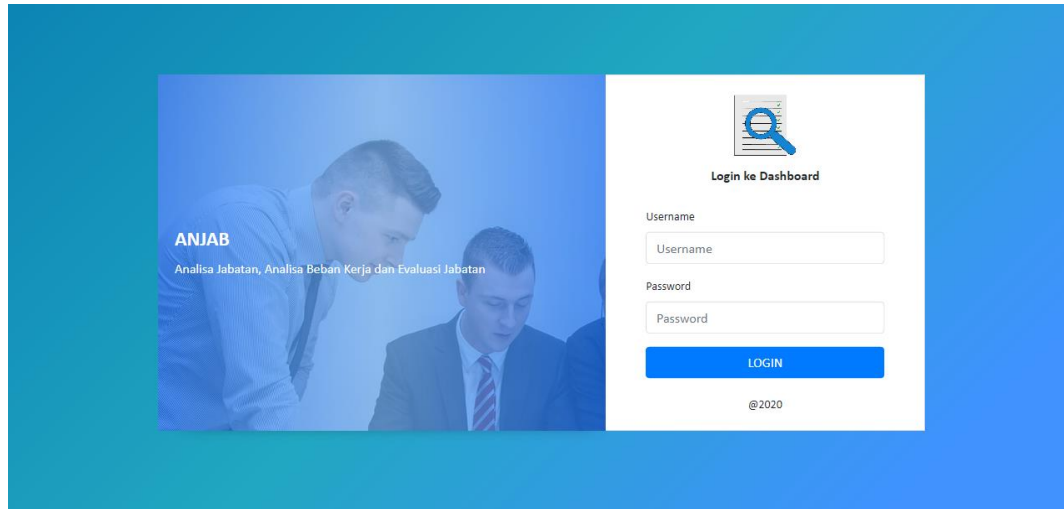 ANJAB
Analisa Jabatan, Analisa Beban Kerja dan Evaluasi Jabatan
Login ke Dashboard
Username
Username
Password
Password
LOGIN
@2020